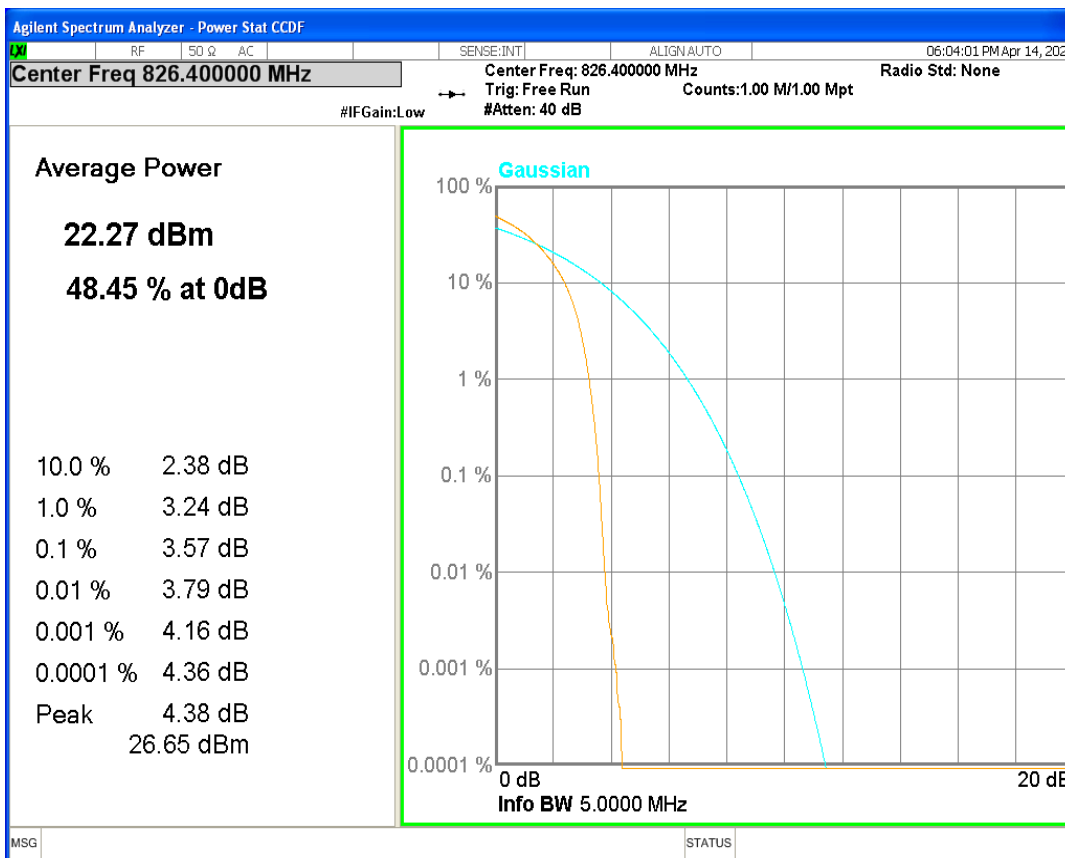 Agilent Spectrum Analyzer - Power Stat CCDF
LXI RF 50 Ω AC SENSE:INT ALIGN AUTO 06:04:01 PM Apr 14, 202
Center Freq 826.400000 MHz
Center Freq: 826.400000 MHz Radio Std: None
Trig: Free Run Counts:1.00 M/1.00 Mpt
#IFGain:Low #Atten: 40 dB
Average Power
22.27 dBm
48.45 % at 0dB
10.0 % 2.38 dB
1.0 % 3.24 dB
0.1 % 3.57 dB
0.01 % 3.79 dB
0.001 % 4.16 dB
0.0001 % 4.36 dB
Peak 4.38 dB
26.65 dBm
Gaussian
100 %
10 %
1 %
0.1 %
0.01 %
0.001 %
0.0001 %
0 dB 20 dB
Info BW 5.0000 MHz
MSG STATUS